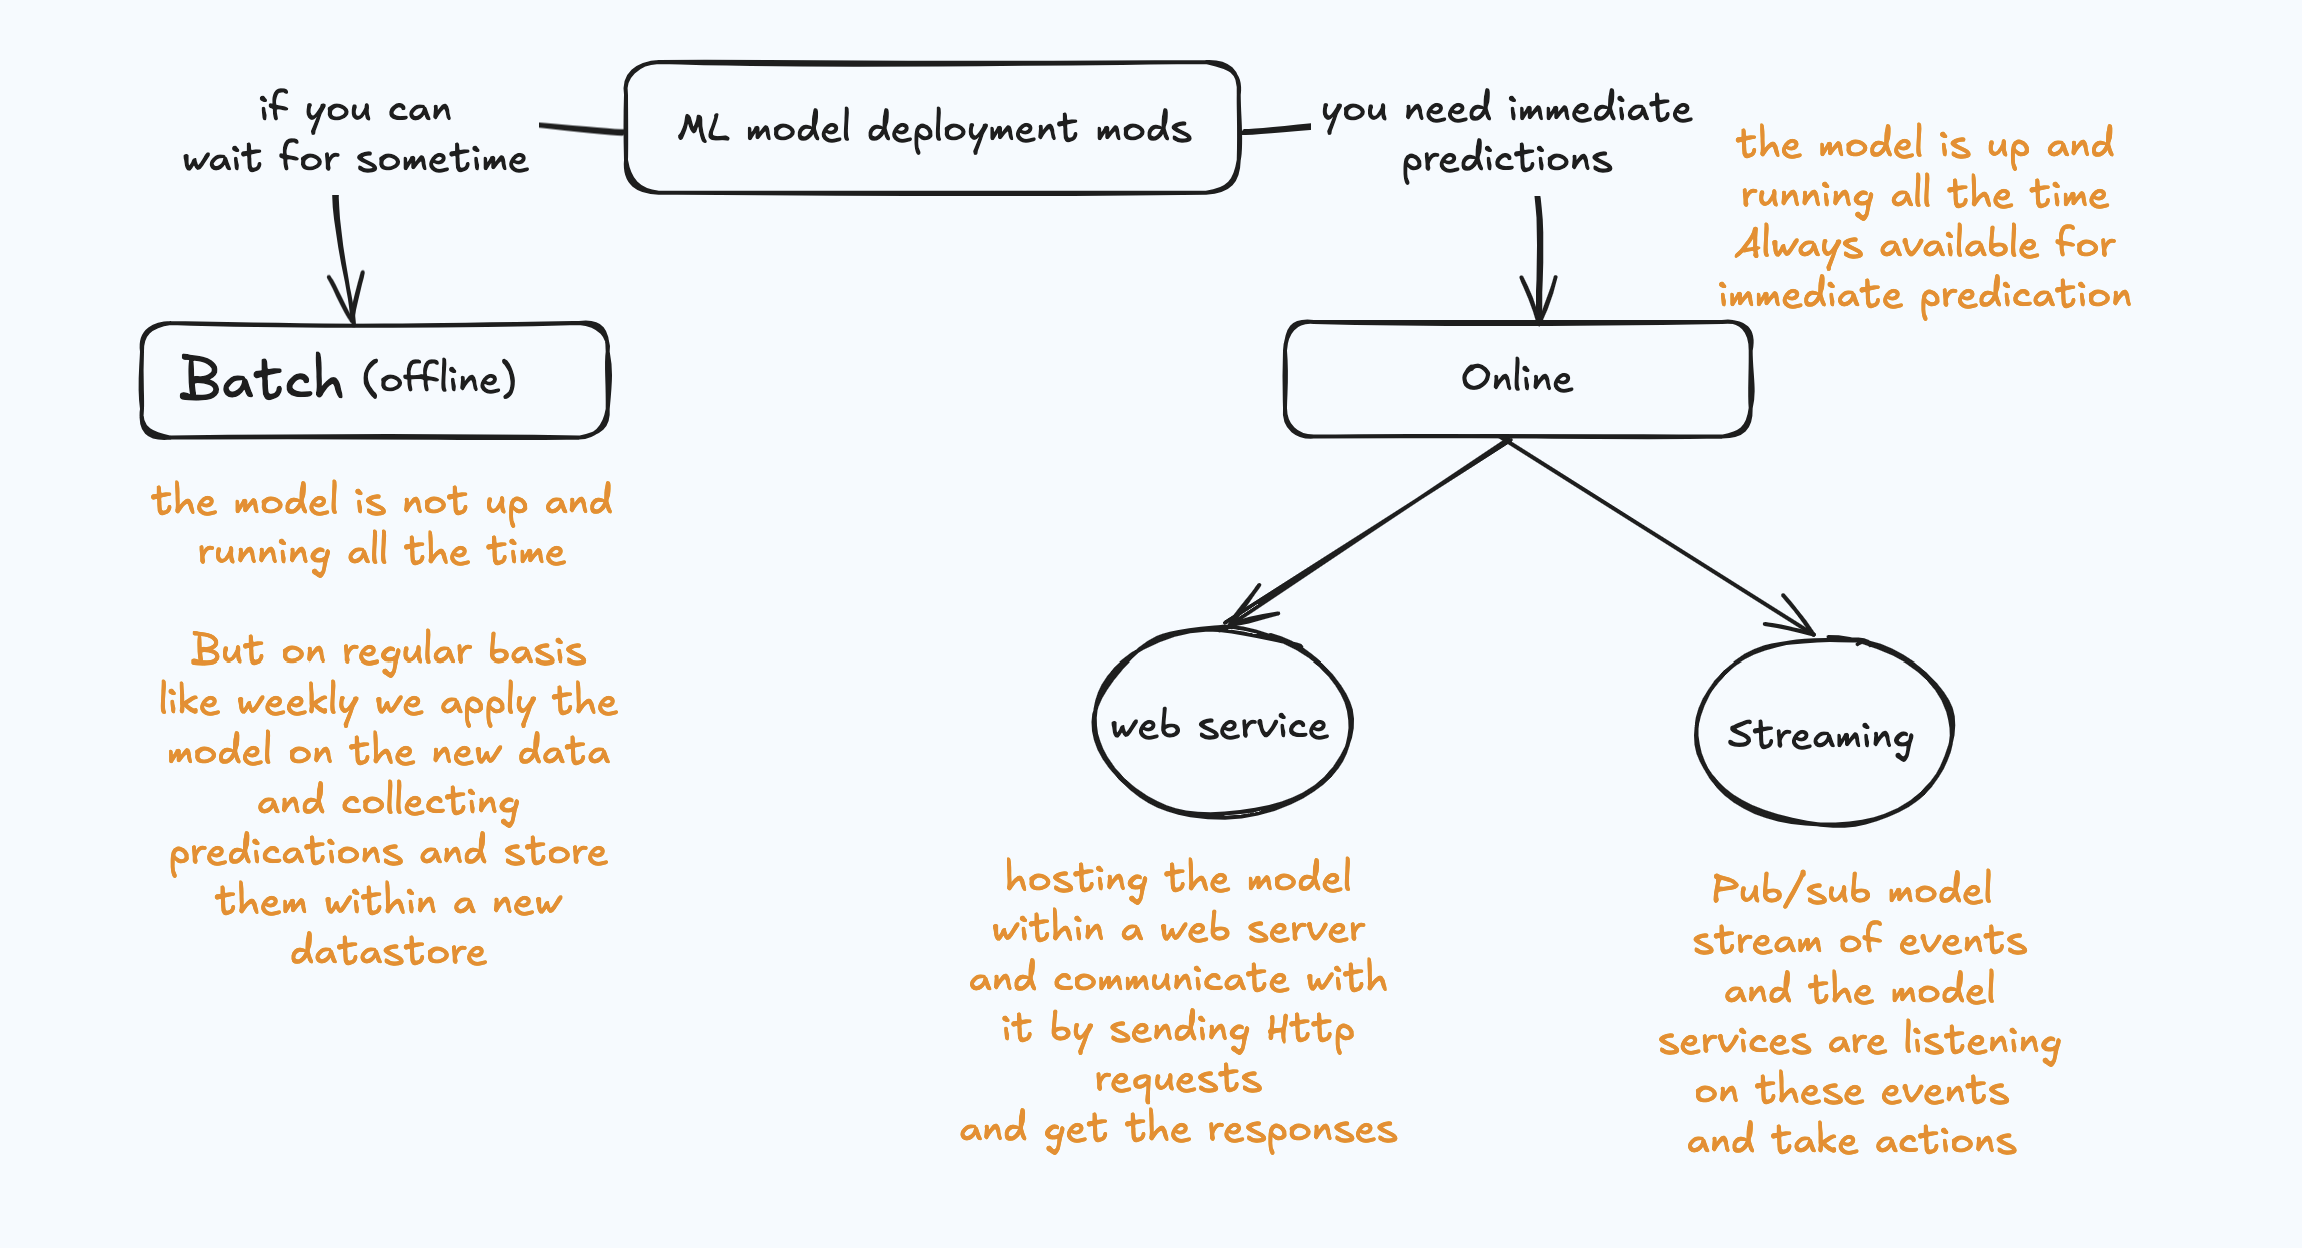 if you can
wait for sometime
ML model deployment mods
you need immediate
predictions
the model is up and
running all the time
Always available for
immediate predication
Batch (offline)
the model is not up and
running all the time
But on regular basis
like weekly we apply the
model on the new data
and collecting
predications and store
them within a new
datastore
Online
web service
hosting the model
within a web server
and communicate with
it by sending Http
requests
and get the responses
Streaming
Pub/sub model
stream of events
and the model
services are listening
on these events
and take actions